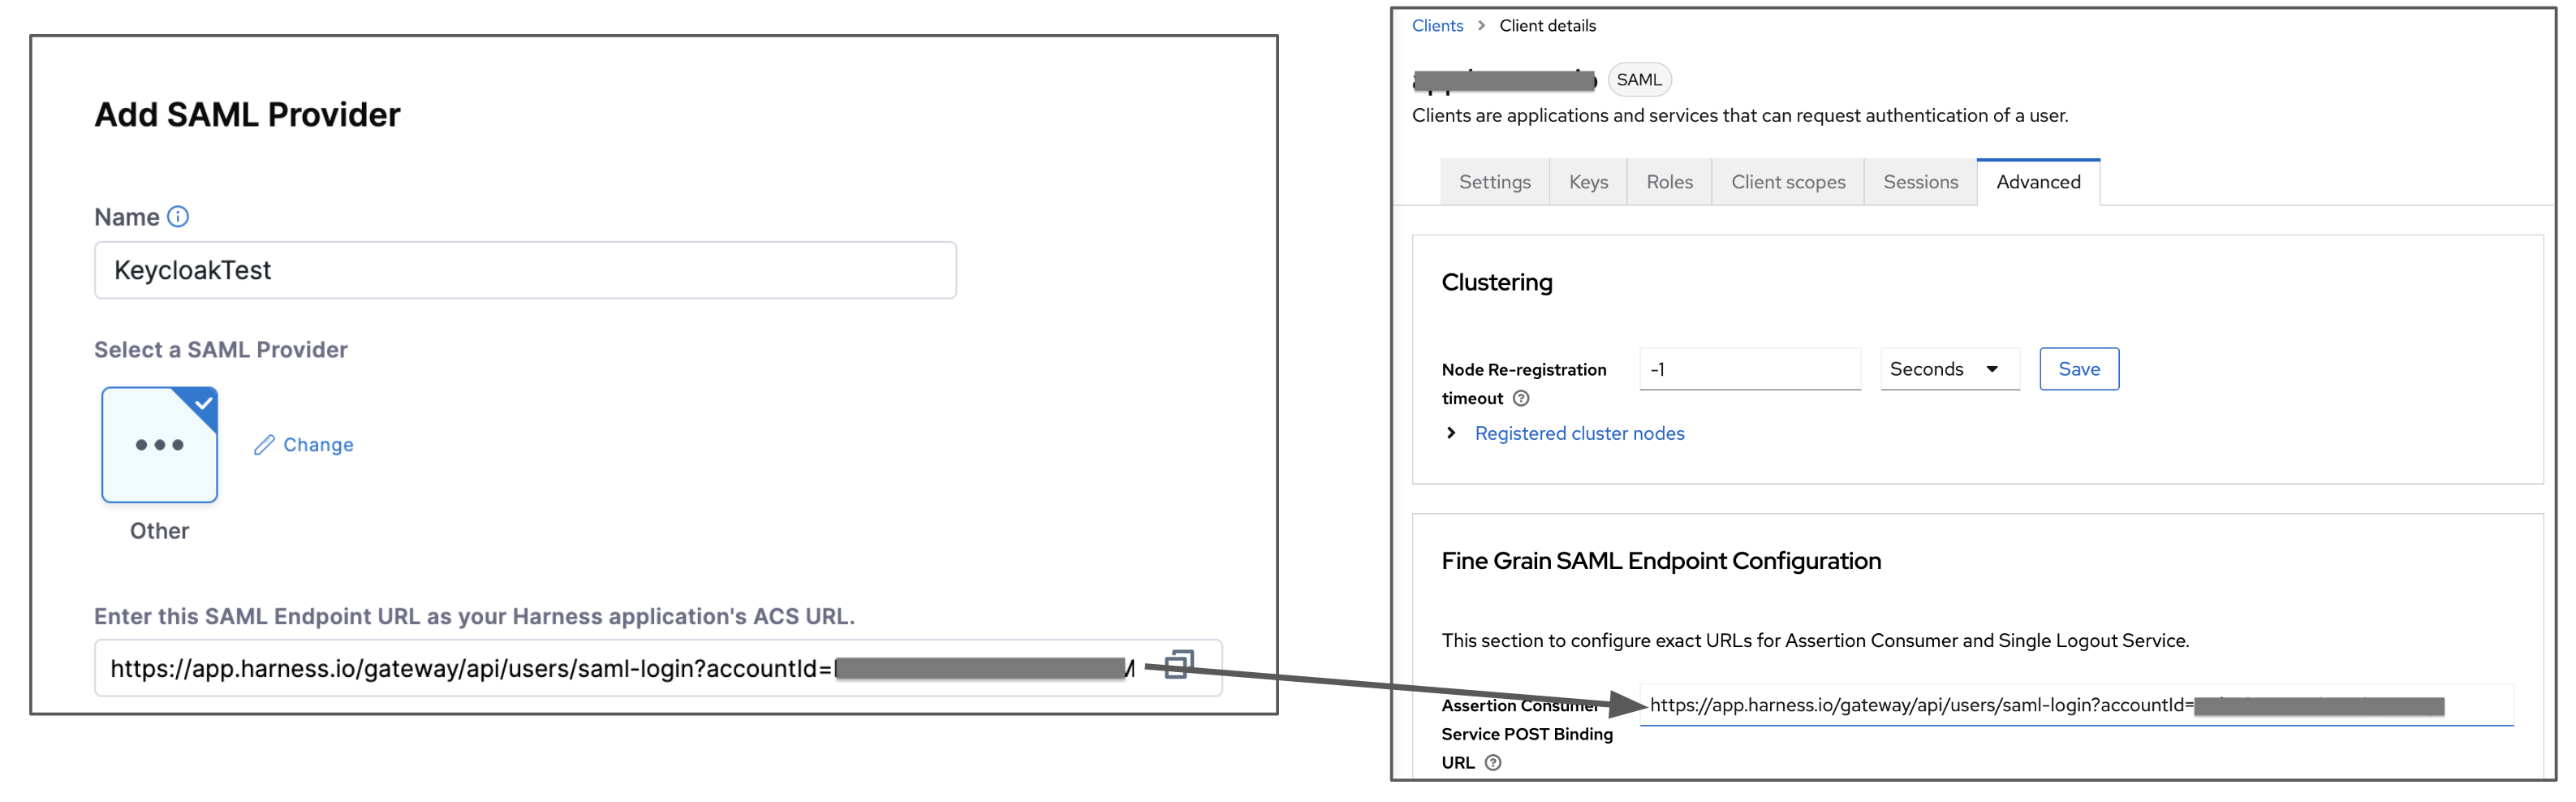 Add SAML Provider
Name
KeycloakTest
Select a SAML Provider
Change
Other
Enter this SAML Endpoint URL as your Harness application's ACS URL.
https://app.harness.io/gateway/api/users/saml-login?accountId=
Clients > Client details
SAML
Clients are applications and services that can request authentication of a user.
Settings Keys Roles Client scopes Sessions Advanced
Clustering
Node Re-registration
timeout
-1 Seconds Save
Registered cluster nodes
Fine Grain SAML Endpoint Configuration
This section to configure exact URLs for Assertion Consumer and Single Logout Service.
Assertion Consumer
Service POST Binding
URL
https://app.harness.io/gateway/api/users/saml-login?accountId=